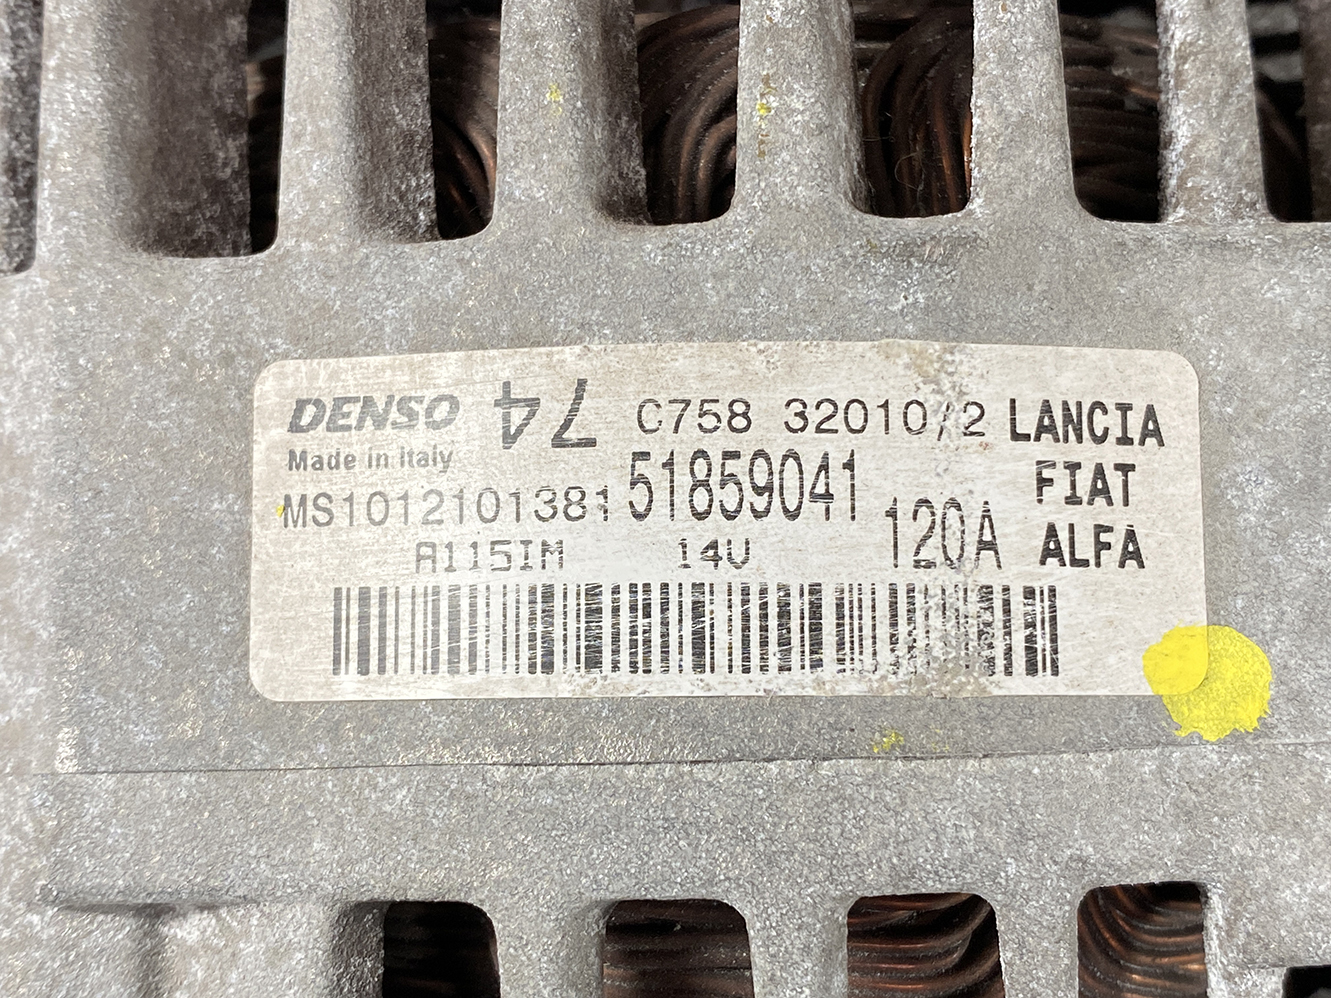 DENSO 74 C758 32010/2 LANCIA
Made in Italy 51859041 FIAT
MS1012101381 120A ALFA
A115IM 14V